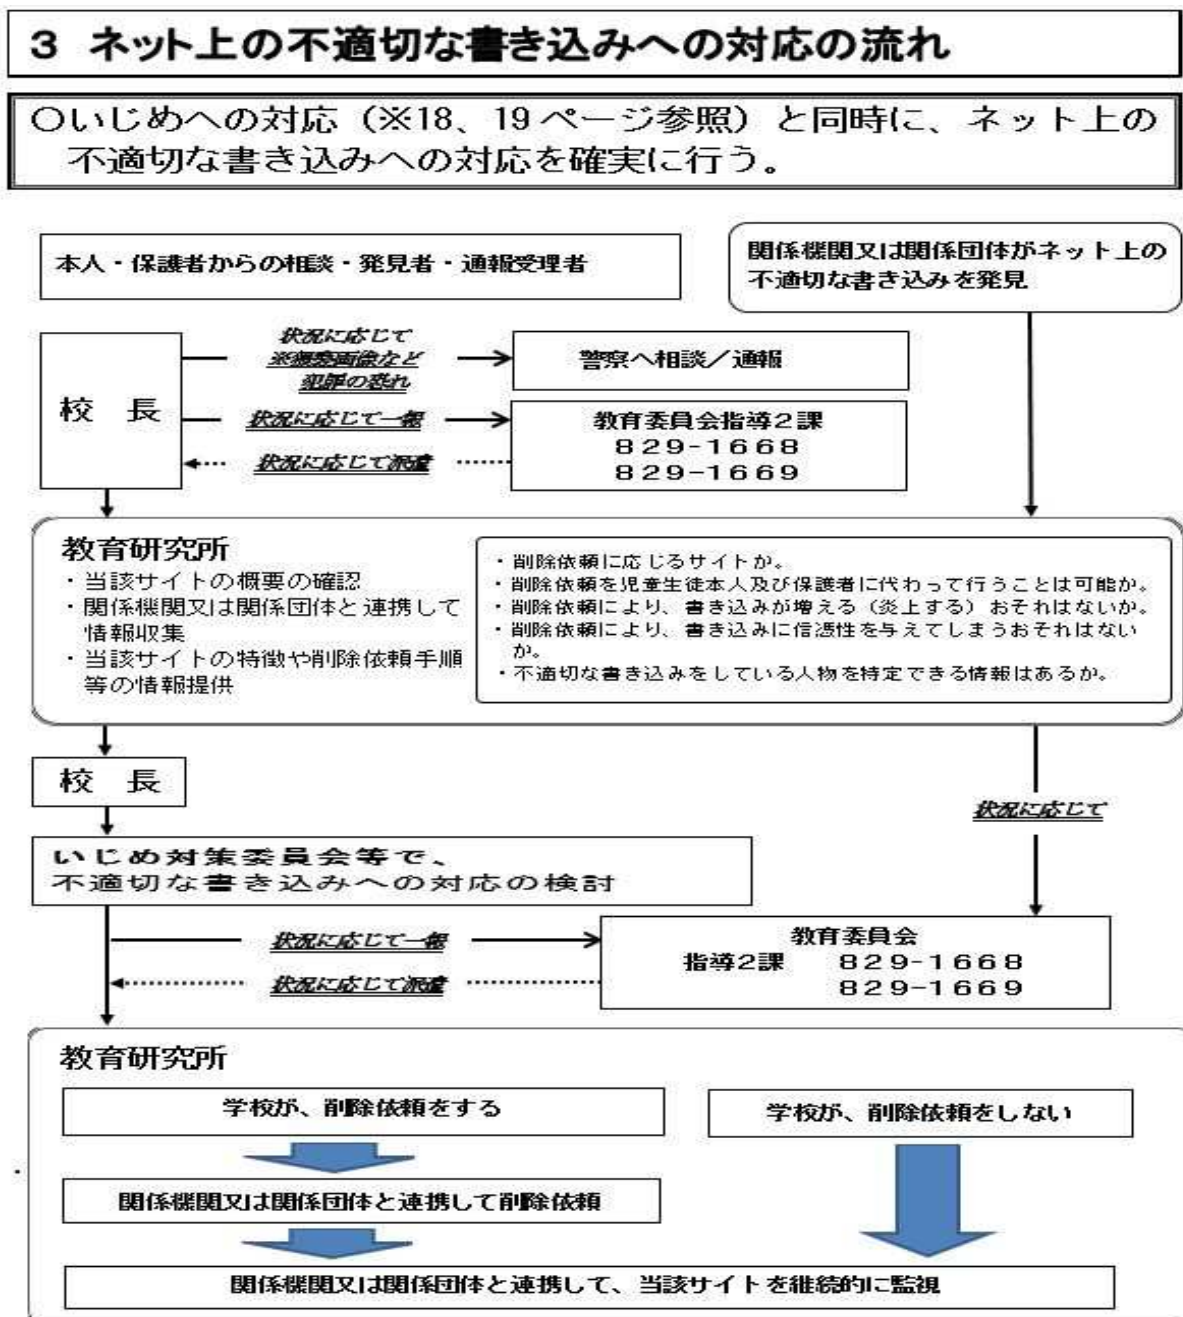 ３ ネット上の不適切な書き込みへの対応の流れ
○いじめへの対応（※18、19ページ参照）と同時に、ネット上の
不適切な書き込みへの対応を確実に行う。
本人・保護者からの相談・発見者・通報受理者
関係機関又は関係団体がネット上の
不適切な書き込みを発見
校 長
状況に応じて
※猥褻画像など
犯罪の恐れ
警察へ相談／通報
状況に応じて一報
教育委員会指導２課
８２９-１６６８
８２９-１６６９
状況に応じて派遣
教育研究所
・当該サイトの概要の確認
・関係機関又は関係団体と連携して
情報収集
・当該サイトの特徴や削除依頼手順
等の情報提供
・削除依頼に応じるサイトか。
・削除依頼を児童生徒本人及び保護者に代わって行うことは可能か。
・削除依頼により、書き込みが増える（炎上する）おそれはないか。
・削除依頼により、書き込みに信憑性を与えてしまうおそれはない
か。
・不適切な書き込みをしている人物を特定できる情報はあるか。
校 長
状況に応じて
いじめ対策委員会等で、
不適切な書き込みへの対応の検討
状況に応じて一報
状況に応じて派遣
教育委員会
指導２課 ８２９-１６６８
８２９-１６６９
教育研究所
学校が、削除依頼をする
学校が、削除依頼をしない
関係機関又は関係団体と連携して削除依頼
関係機関又は関係団体と連携して、当該サイトを継続的に監視